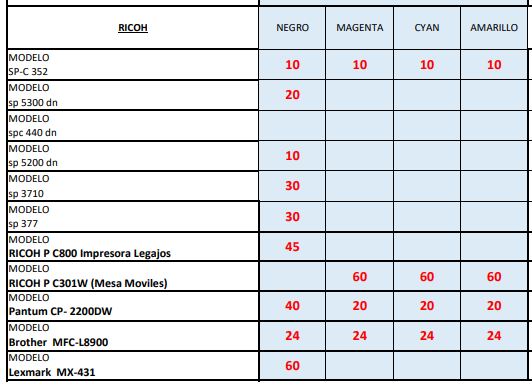 RICOH NEGRO MAGENTA CYAN AMARILLO
MODELO
SP-C 352 10 10 10 10
MODELO
sp 5300 dn 20
MODELO
spc 440 dn
MODELO
sp 5200 dn 10
MODELO
sp 3710 30
MODELO
sp 377 30
MODELO
RICOH P C800 Impresora Legajos 45
MODELO
RICOH P C301W (Mesa Moviles) 60 60 60
MODELO
Pantum CP- 2200DW 40 20 20 20
MODELO
Brother MFC-L8900 24 24 24 24
MODELO
Lexmark MX-431 60